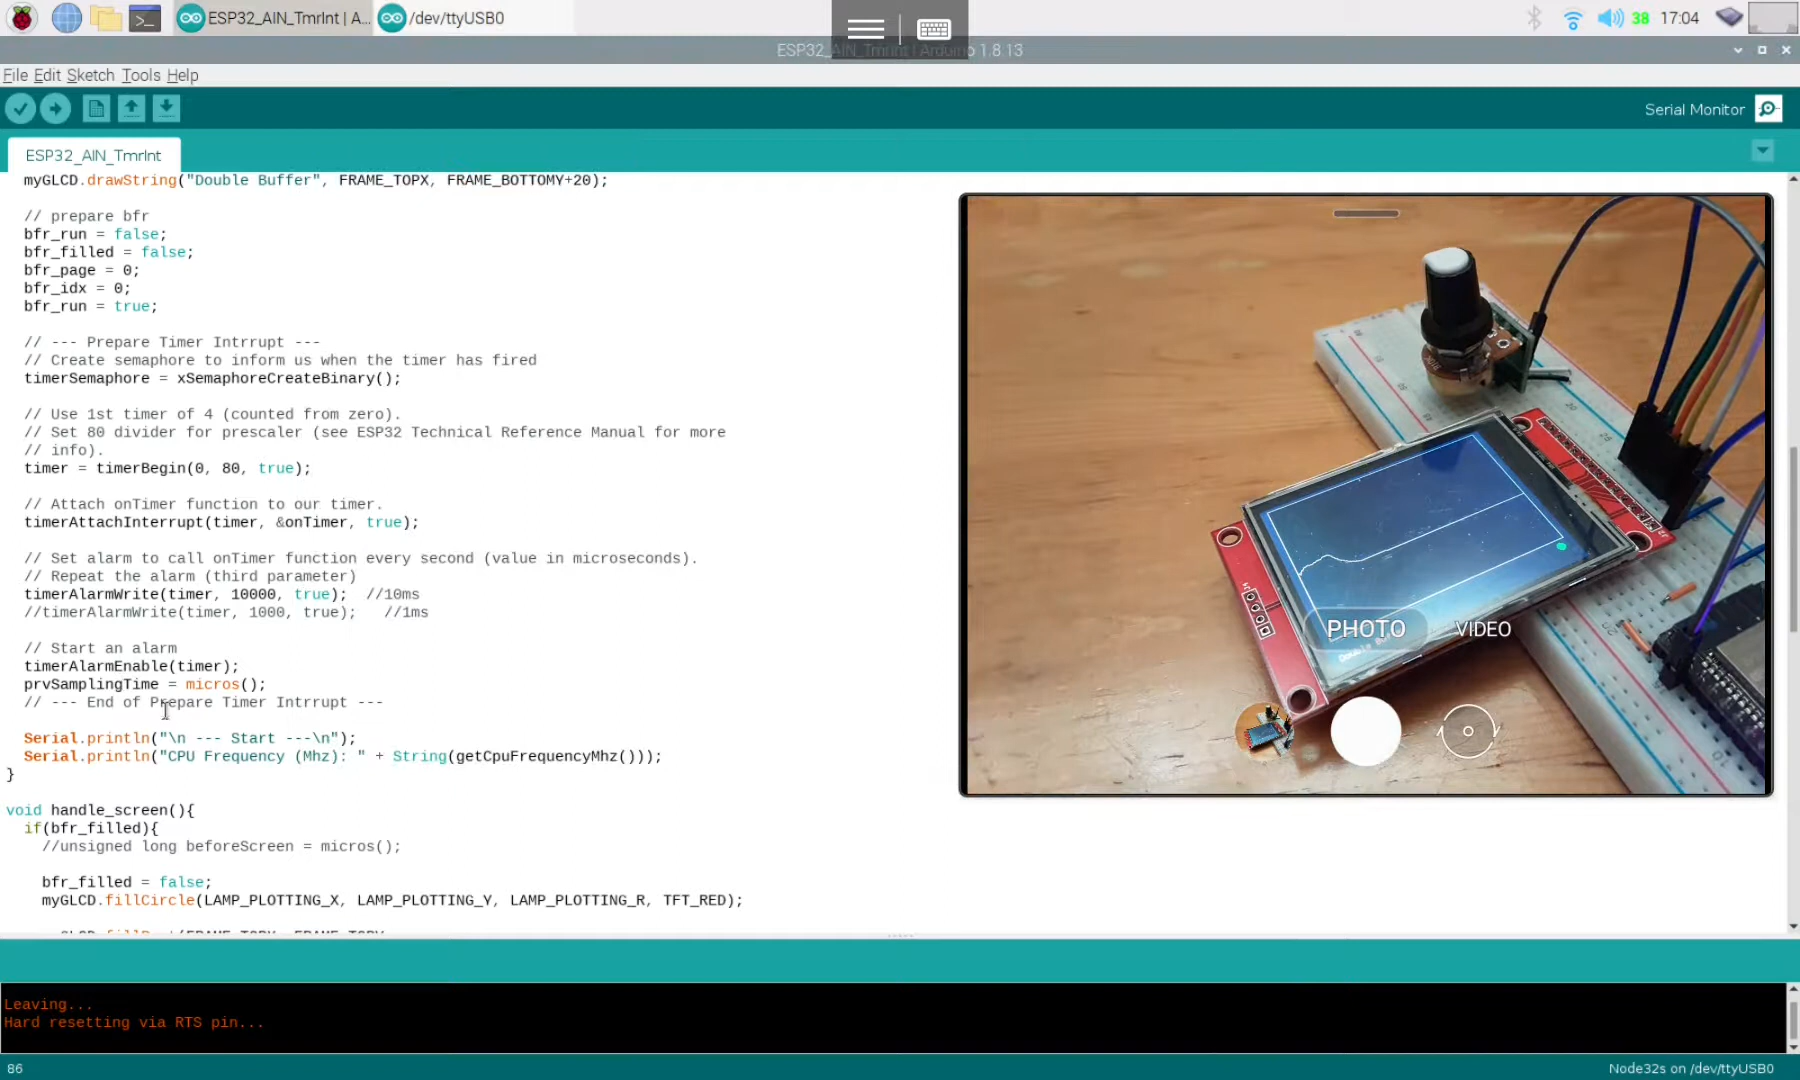 ESP32_AIN_TmrInt | A...
/dev/ttyUSB0
38
17:04
ESP32_AIN_TmrInt | Arduino 1.8.13
File Edit Sketch Tools Help
Serial Monitor
ESP32_AIN_TmrInt
myGLCD.drawString("Double Buffer", FRAME_TOPX, FRAME_BOTTOMY+20);
// prepare bfr
bfr_run = false;
bfr_filled = false;
bfr_page = 0;
bfr_idx = 0;
bfr_run = true;
// --- Prepare Timer Intrrupt ---
// Create semaphore to inform us when the timer has fired
timerSemaphore = xSemaphoreCreateBinary();
// Use 1st timer of 4 (counted from zero).
// Set 80 divider for prescaler (see ESP32 Technical Reference Manual for more
// info).
timer = timerBegin(0, 80, true);
// Attach onTimer function to our timer.
timerAttachInterrupt(timer, &onTimer, true);
// Set alarm to call onTimer function every second (value in microseconds).
// Repeat the alarm (third parameter)
timerAlarmWrite(timer, 10000, true);  //10ms
//timerAlarmWrite(timer, 1000, true);   //1ms
// Start an alarm
timerAlarmEnable(timer);
prvSamplingTime = micros();
// --- End of Prepare Timer Intrrupt ---
Serial.println("\n --- Start ---\n");
Serial.println("CPU Frequency (Mhz): " + String(getCpuFrequencyMhz()));
}
void handle_screen(){
if(bfr_filled){
//unsigned long beforeScreen = micros();
bfr_filled = false;
myGLCD.fillCircle(LAMP_PLOTTING_X, LAMP_PLOTTING_Y, LAMP_PLOTTING_R, TFT_RED);
PHOTO
VIDEO
Leaving...
Hard resetting via RTS pin...
86
Node32s on /dev/ttyUSB0